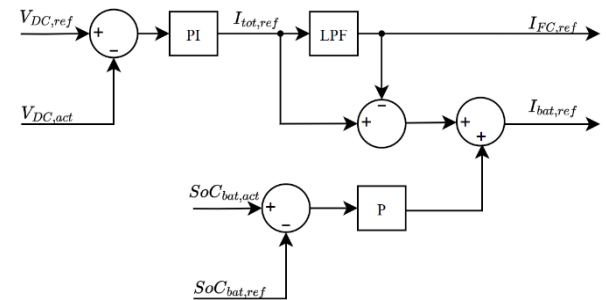 V_{DC,ref}
+
−
PI
I_{tot,ref}
LPF
I_{FC,ref}
V_{DC,act}
−
+
+
+
I_{bat,ref}
SoC_{bat,act}
+
−
P
SoC_{bat,ref}